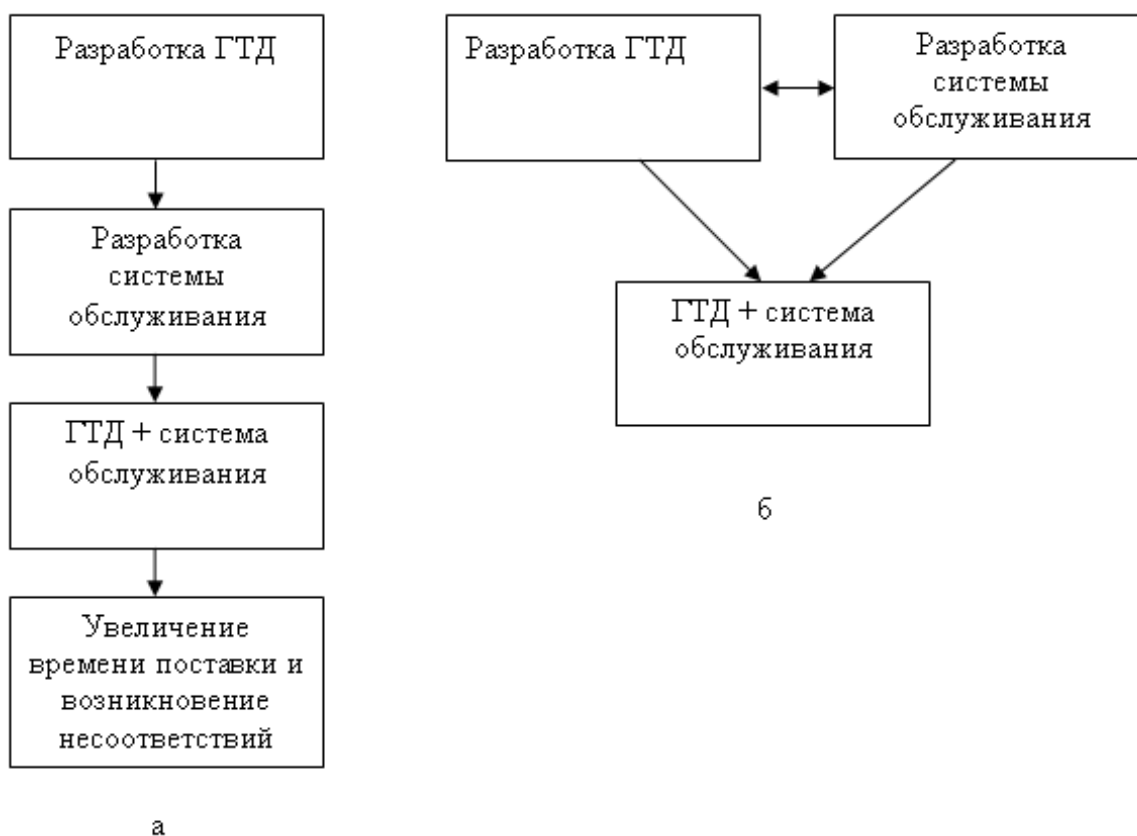 Разработка ГТД
Разработка
системы
обслуживания
ГТД + система
обслуживания
Увеличение
времени поставки и
возникновение
несоответствий
а
Разработка ГТД
Разработка
системы
обслуживания
ГТД + система
обслуживания
б